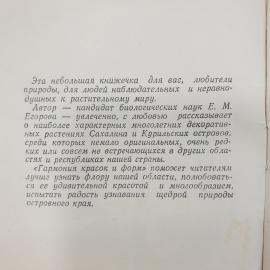 Эта небольшая книжечка для вас, любители
природы, для людей наблюдательных и неравно-
душных к растительному миру.
Автор — кандидат биологических наук Е. М.
Егорова — увлеченно, с любовью рассказывает
о наиболее характерных многолетних декоратив-
ных растениях Сахалина и Курильских островов,
среди которых немало оригинальных, очень ред-
ких или совсем не встречающихся в других обла-
стях и республиках нашей страны.
«Гармония красок и форм» поможет читателям
лучше узнать флору нашей области, полюбовать-
ся ее удивительной красотой и многообразием,
испытать радость узнавания щедрой природы
островного края.